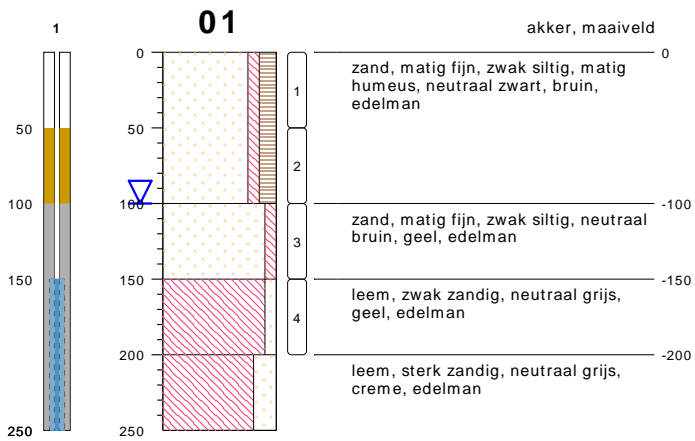 1
01
akker, maaiveld
0
0
zand, matig fijn, zwak siltig, matig
humeus, neutraal zwart, bruin,
edelman
1
50
50
2
100
100
-100
zand, matig fijn, zwak siltig, neutraal
bruin, geel, edelman
3
150
150
-150
leem, zwak zandig, neutraal grijs,
geel, edelman
4
200
-200
leem, sterk zandig, neutraal grijs,
creme, edelman
250
250